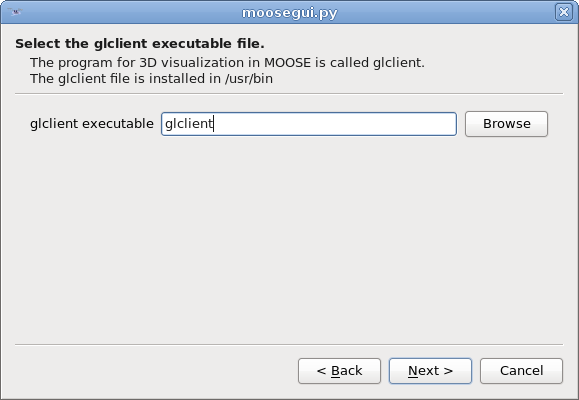 moosegui.py
Select the glclient executable file.
The program for 3D visualization in MOOSE is called glclient.
The glclient file is installed in /usr/bin
glclient executable glclient Browse
< Back Next > Cancel